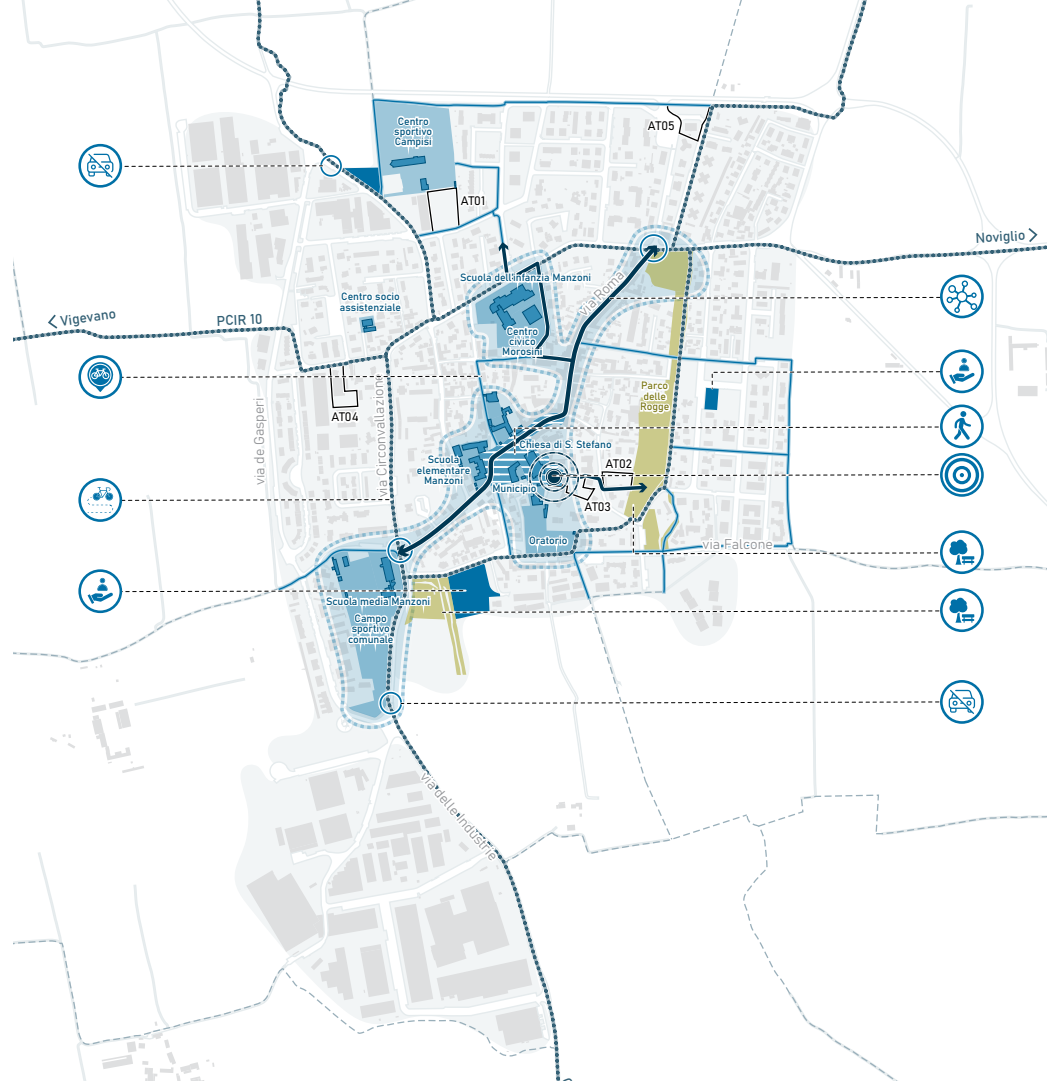 Centro
sportivo
Campisi
AT05
AT01
Noviglio
Scuola dell'infanzia Manzoni
via Roma
Centro socio
assistenziale
Vigevano
PCIR 10
Centro
civico
Morosini
Parco
delle
Rogge
AT04
via de Gasperi
via Circonvallazione
Chiesa di S. Stefano
Scuola
elementare
Manzoni
AT02
Municipio
AT03
Oratorio
via Falcone
Scuola media Manzoni
Campo
sportivo
comunale
via delle Industrie